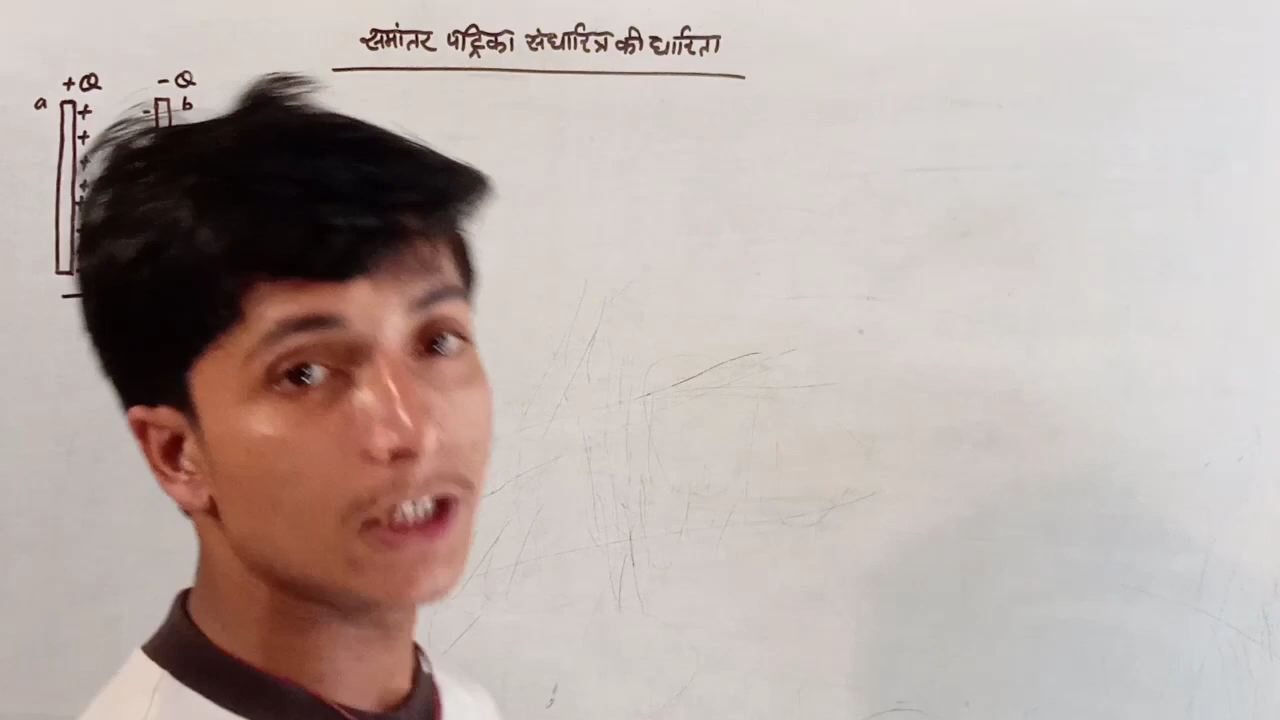 समांतर पट्टिका संधारित्र की धारिता
+Q -Q
a b